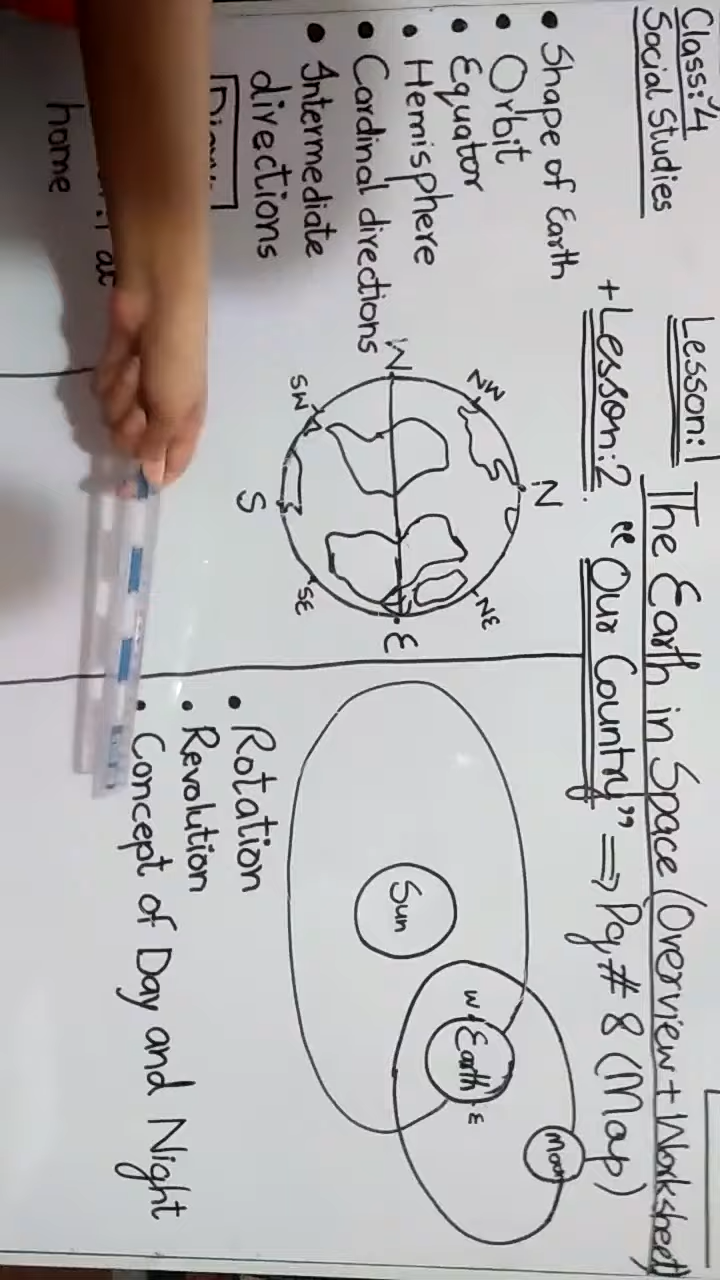 Class: 4
Social Studies
Lesson: 1 The Earth in Space (Overview + Worksheet)
+ Lesson: 2 "Our Country" ⇒ Pg # 8 (Map)
• Shape of Earth
• Orbit
• Equator
• Hemisphere
• Cardinal directions
• Intermediate
directions
at
home
N
NW
NE
W
E
SW
SE
S
Sun
W
Earth
E
Moon
• Rotation
• Revolution
• Concept of Day and Night